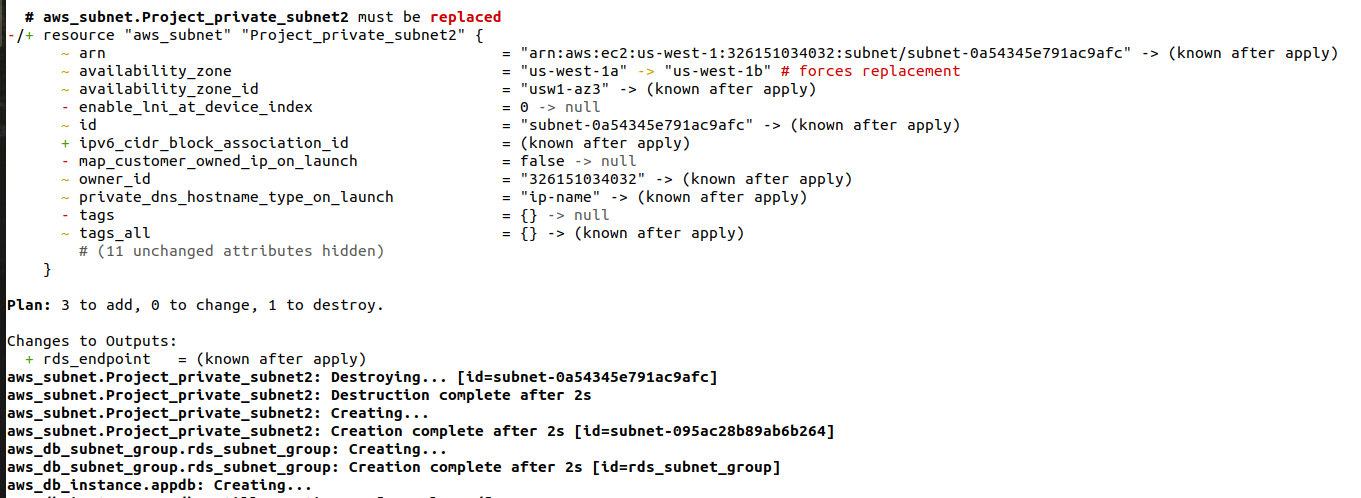 # aws_subnet.Project_private_subnet2 must be replaced
-/+ resource "aws_subnet" "Project_private_subnet2" {
~ arn = "arn:aws:ec2:us-west-1:326151034032:subnet/subnet-0a54345e791ac9afc" -> (known after apply)
~ availability_zone = "us-west-1a" -> "us-west-1b" # forces replacement
~ availability_zone_id = "usw1-az3" -> (known after apply)
- enable_lni_at_device_index = 0 -> null
~ id = "subnet-0a54345e791ac9afc" -> (known after apply)
+ ipv6_cidr_block_association_id = (known after apply)
- map_customer_owned_ip_on_launch = false -> null
~ owner_id = "326151034032" -> (known after apply)
~ private_dns_hostname_type_on_launch = "ip-name" -> (known after apply)
- tags = {} -> null
~ tags_all = {} -> (known after apply)
# (11 unchanged attributes hidden)
}
Plan: 3 to add, 0 to change, 1 to destroy.
Changes to Outputs:
+ rds_endpoint = (known after apply)
aws_subnet.Project_private_subnet2: Destroying... [id=subnet-0a54345e791ac9afc]
aws_subnet.Project_private_subnet2: Destruction complete after 2s
aws_subnet.Project_private_subnet2: Creating...
aws_subnet.Project_private_subnet2: Creation complete after 2s [id=subnet-095ac28b89ab6b264]
aws_db_subnet_group.rds_subnet_group: Creating...
aws_db_subnet_group.rds_subnet_group: Creation complete after 2s [id=rds_subnet_group]
aws_db_instance.appdb: Creating...